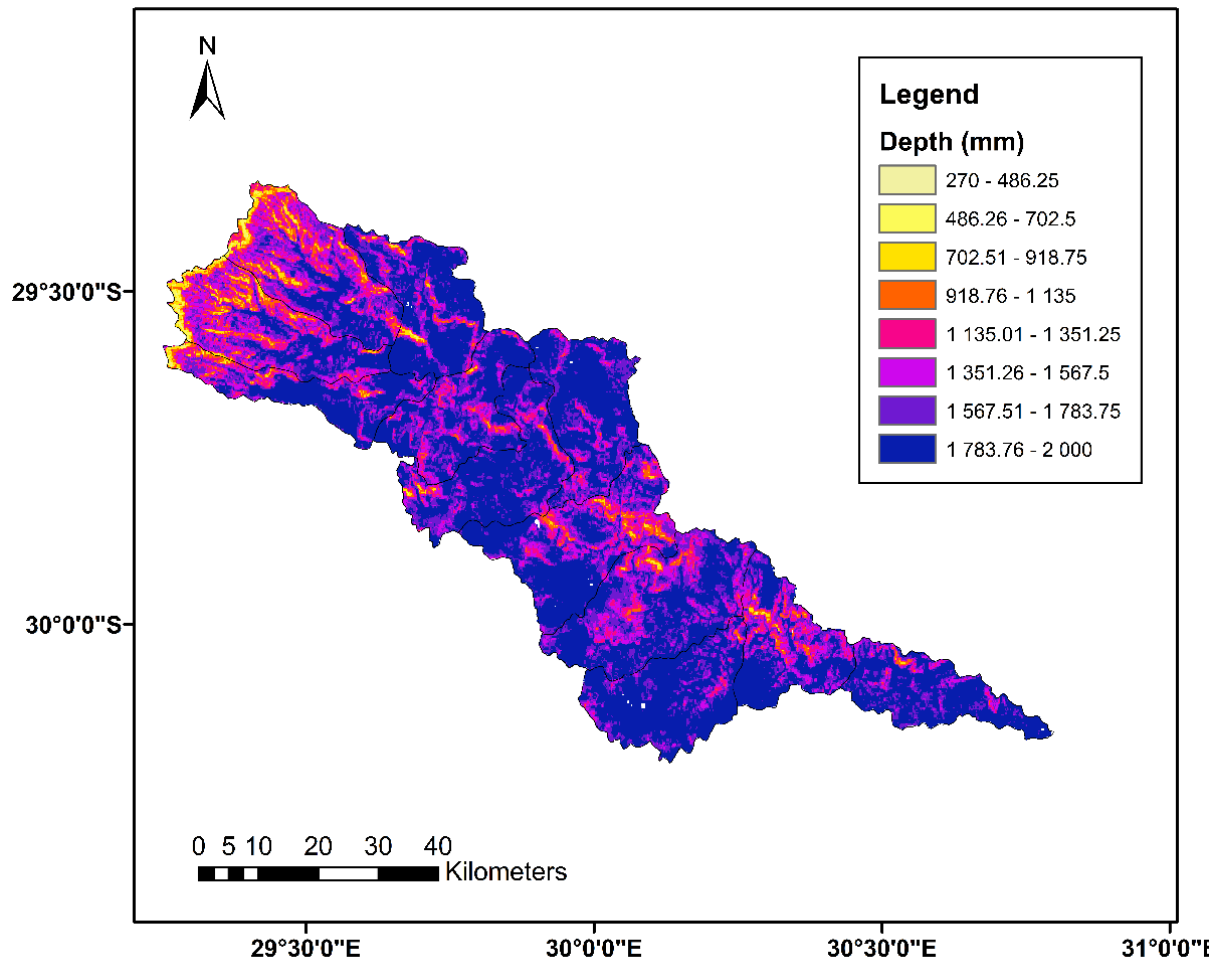 N
Legend
Depth (mm)
270 - 486.25
486.26 - 702.5
702.51 - 918.75
918.76 - 1 135
1 135.01 - 1 351.25
1 351.26 - 1 567.5
1 567.51 - 1 783.75
1 783.76 - 2 000
29°30'0"S
30°0'0"S
0 5 10 20 30 40
Kilometers
29°30'0"E 30°0'0"E 30°30'0"E 31°0'0"E